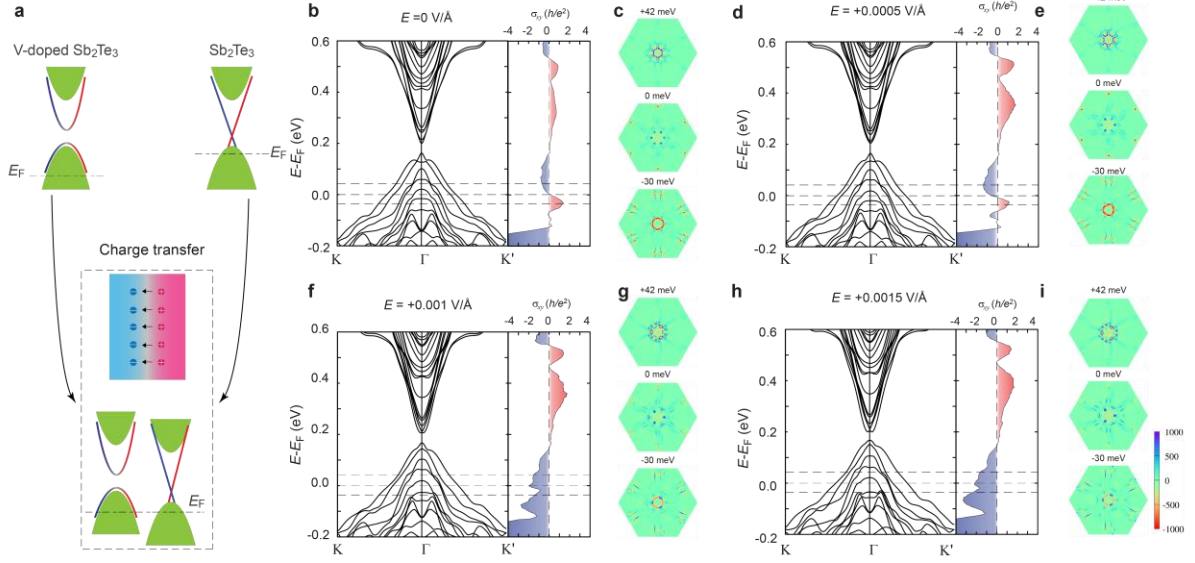 a
V-doped Sb2Te3
Sb2Te3
EF
EF
Charge transfer
EF
b
E =0 V/Å
σxy (h/e²)
-4 -2 0 2 4
0.6
0.4
0.2
0.0
-0.2
E-EF (eV)
K Γ K'
c
+42 meV
0 meV
-30 meV
d
E = +0.0005 V/Å
σxy (h/e²)
-4 -2 0 2 4
0.6
0.4
0.2
0.0
-0.2
E-EF (eV)
K Γ K'
e
+42 meV
0 meV
-30 meV
f
E = +0.001 V/Å
σxy (h/e²)
-4 -2 0 2 4
0.6
0.4
0.2
0.0
-0.2
E-EF (eV)
K Γ K'
g
+42 meV
0 meV
-30 meV
h
E = +0.0015 V/Å
σxy (h/e²)
-4 -2 0 2 4
0.6
0.4
0.2
0.0
-0.2
E-EF (eV)
K Γ K'
i
+42 meV
0 meV
-30 meV
1000
500
0
-500
-1000